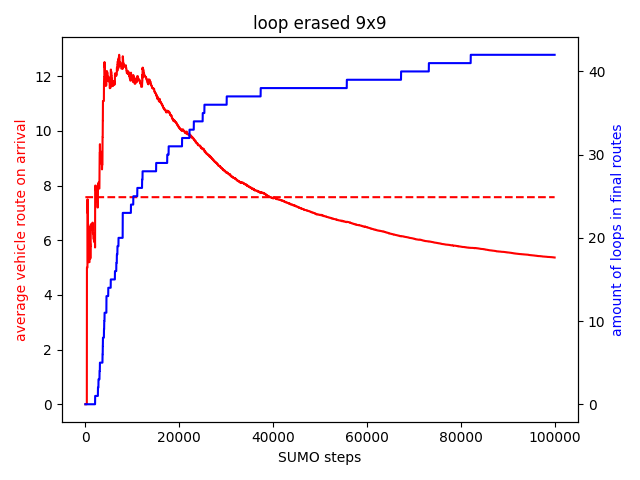 loop erased 9x9
average vehicle route on arrival
12
10
8
6
4
2
0
40
30
20
10
0
amount of loops in final routes
0 20000 40000 60000 80000 100000
SUMO steps